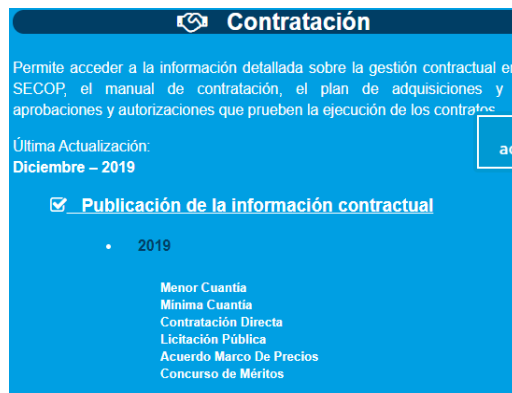 Contratación
Permite acceder a la información detallada sobre la gestión contractual
SECOP, el manual de contratación, el plan de adquisiciones y
aprobaciones y autorizaciones que prueben la ejecución de los contratos
Última Actualización:
Diciembre – 2019
Publicación de la información contractual
2019
Menor Cuantía
Mínima Cuantía
Contratación Directa
Licitación Pública
Acuerdo Marco De Precios
Concurso de Méritos